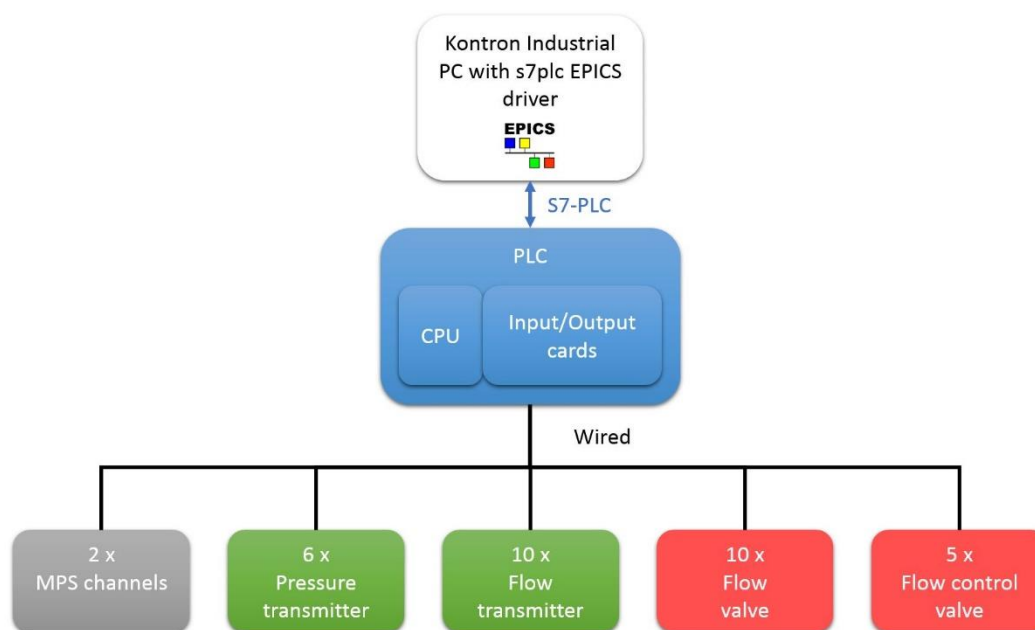 Kontron Industrial
PC with s7plc EPICS
driver
EPICS
S7-PLC
PLC
CPU
Input/Output
cards
Wired
2 x
MPS channels
6 x
Pressure
transmitter
10 x
Flow
transmitter
10 x
Flow
valve
5 x
Flow control
valve